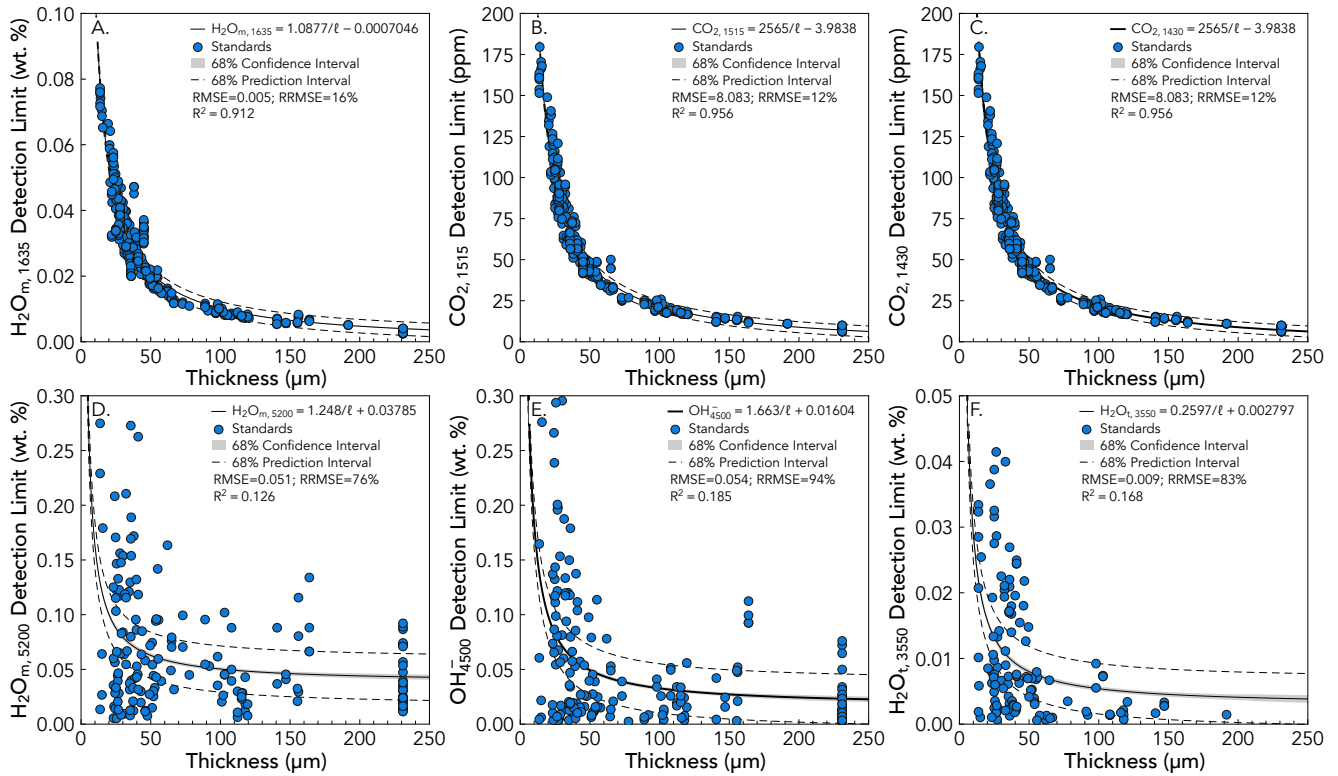 A.
H₂Oₘ, ₁₆₃₅ = 1.0877/ℓ − 0.0007046
Standards
68% Confidence Interval
68% Prediction Interval
RMSE=0.005; RRMSE=16%
R² = 0.912
H₂Oₘ, ₁₆₃₅ Detection Limit (wt. %)
0.10
0.08
0.06
0.04
0.02
0.00
0 50 100 150 200 250
Thickness (µm)
B.
CO₂, ₁₅₁₅ = 2565/ℓ − 3.9838
Standards
68% Confidence Interval
68% Prediction Interval
RMSE=8.083; RRMSE=12%
R² = 0.956
CO₂, ₁₅₁₅ Detection Limit (ppm)
200
175
150
125
100
75
50
25
0
0 50 100 150 200 250
Thickness (µm)
C.
CO₂, ₁₄₃₀ = 2565/ℓ − 3.9838
Standards
68% Confidence Interval
68% Prediction Interval
RMSE=8.083; RRMSE=12%
R² = 0.956
CO₂, ₁₄₃₀ Detection Limit (ppm)
200
175
150
125
100
75
50
25
0
0 50 100 150 200 250
Thickness (µm)
D.
H₂Oₘ, ₅₂₀₀ = 1.248/ℓ + 0.03785
Standards
68% Confidence Interval
68% Prediction Interval
RMSE=0.051; RRMSE=76%
R² = 0.126
H₂Oₘ, ₅₂₀₀ Detection Limit (wt. %)
0.30
0.25
0.20
0.15
0.10
0.05
0.00
0 50 100 150 200 250
Thickness (µm)
E.
OH⁻₄₅₀₀ = 1.663/ℓ + 0.01604
Standards
68% Confidence Interval
68% Prediction Interval
RMSE=0.054; RRMSE=94%
R² = 0.185
OH⁻₄₅₀₀ Detection Limit (wt. %)
0.30
0.25
0.20
0.15
0.10
0.05
0.00
0 50 100 150 200 250
Thickness (µm)
F.
H₂Oₜ, ₃₅₅₀ = 0.2597/ℓ + 0.002797
Standards
68% Confidence Interval
68% Prediction Interval
RMSE=0.009; RRMSE=83%
R² = 0.168
H₂Oₜ, ₃₅₅₀ Detection Limit (wt. %)
0.05
0.04
0.03
0.02
0.01
0.00
0 50 100 150 200 250
Thickness (µm)